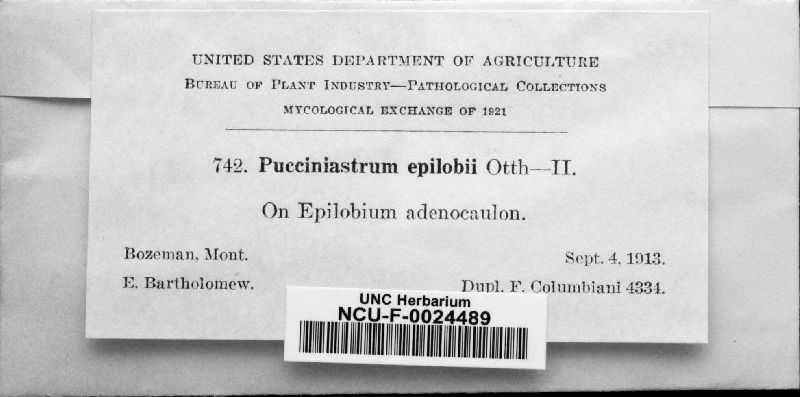 UNITED STATES DEPARTMENT OF AGRICULTURE
BUREAU OF PLANT INDUSTRY—PATHOLOGICAL COLLECTIONS
MYCOLOGICAL EXCHANGE OF 1921
742. Pucciniastrum epilobii Otth—II.
On Epilobium adenocaulon.
Bozeman, Mont. Sept. 4, 1913.
E. Bartholomew. Dupl. F. Columbiani 4334.
UNC Herbarium
NCU-F-0024489